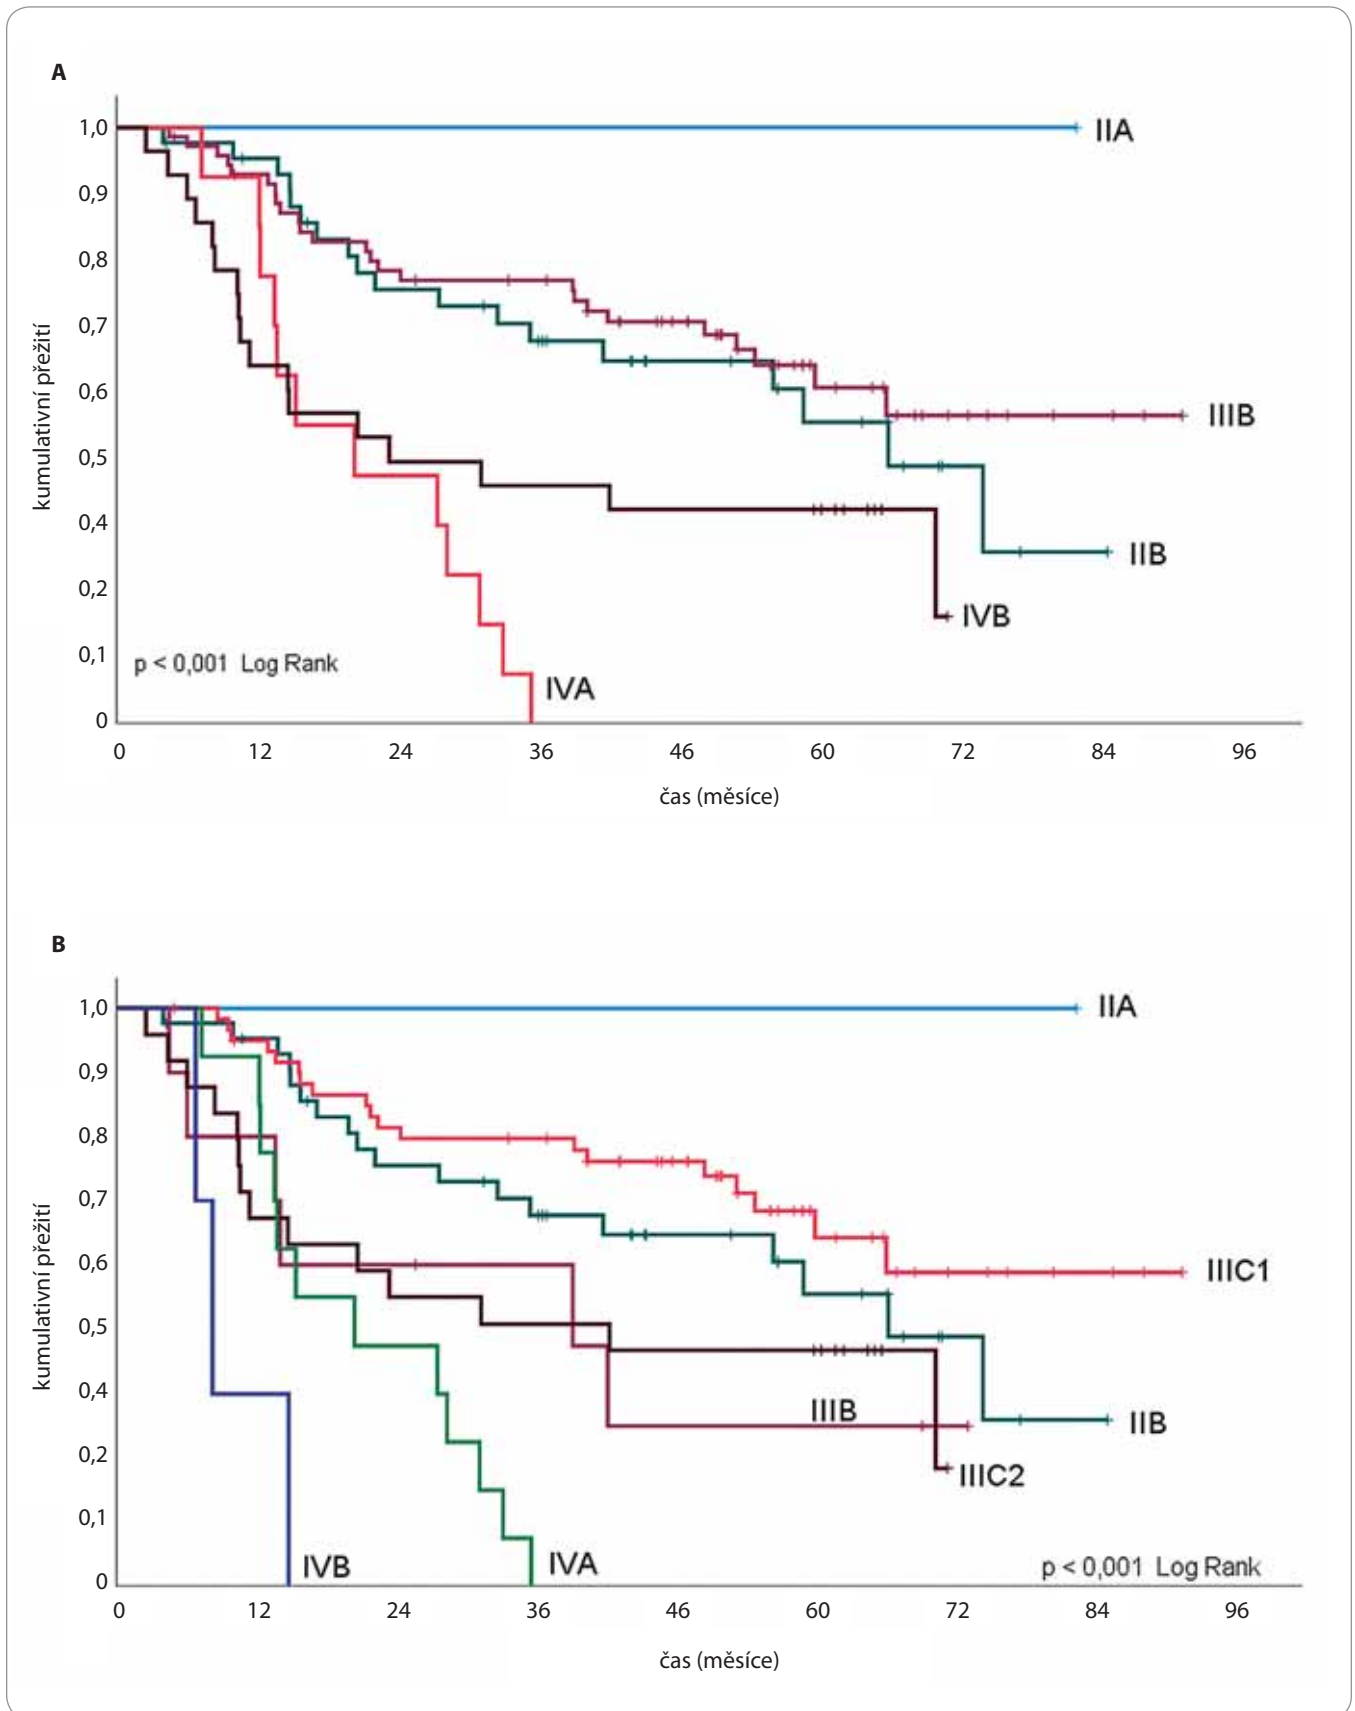 A
1,0
0,9
0,8
0,7
0,6
0,5
0,4
0,2
0,1
0
kumulativní přežití
IIA
IIIB
IIB
IVB
IVA
p < 0,001 Log Rank
0 12 24 36 46 60 72 84 96
čas (měsíce)
B
1,0
0,9
0,8
0,7
0,6
0,5
0,4
0,2
0,1
0
kumulativní přežití
IIA
IIIC1
IIIB
IIB
IIIC2
IVB
IVA
p < 0,001 Log Rank
0 12 24 36 46 60 72 84 96
čas (měsíce)